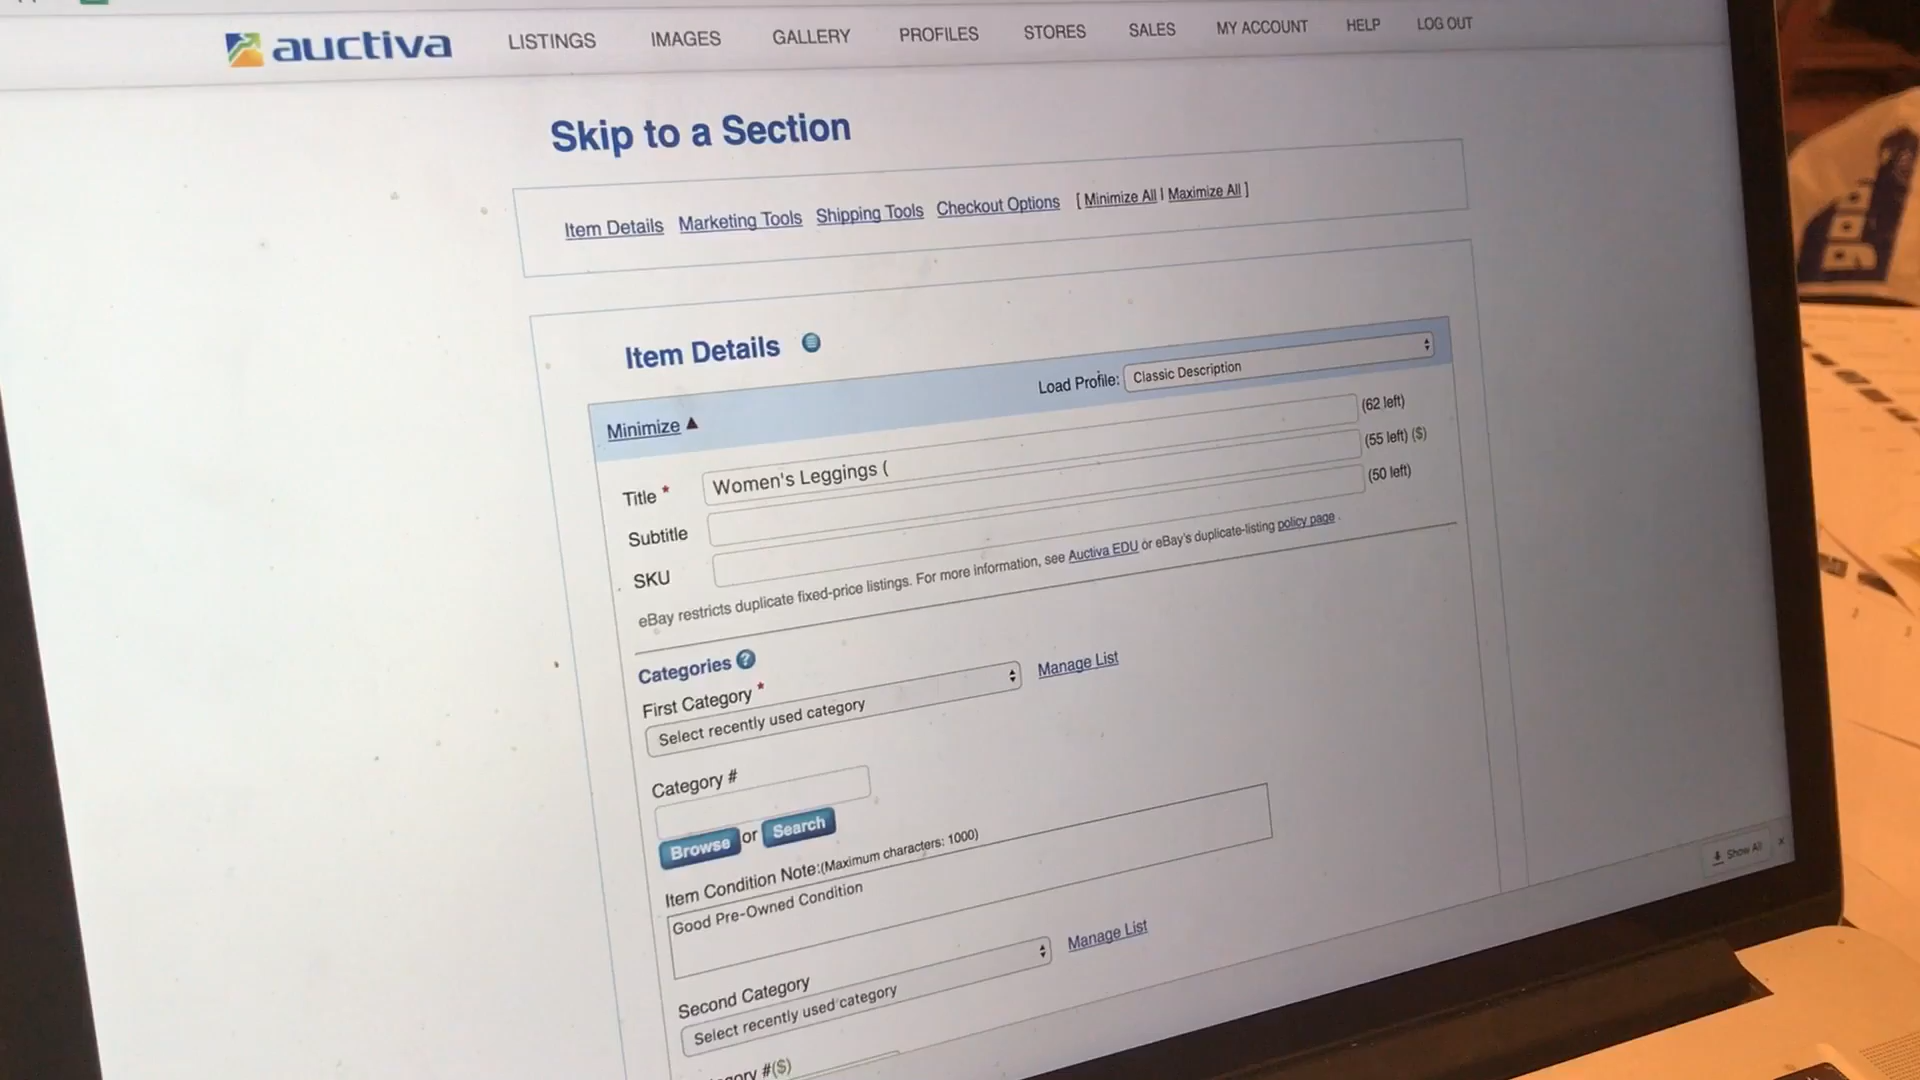 auctiva LISTINGS IMAGES GALLERY PROFILES STORES SALES MY ACCOUNT HELP LOG OUT
Skip to a Section
Item Details Marketing Tools Shipping Tools Checkout Options [ Minimize All | Maximize All ]
Item Details
Minimize ▲ Load Profile: Classic Description
Title * Women's Leggings ( (62 left)
Subtitle (55 left) ($)
SKU (50 left)
eBay restricts duplicate fixed-price listings. For more information, see Auctiva EDU or eBay's duplicate-listing policy page .
Categories ?
First Category *
Select recently used category Manage List
Category #
Browse or Search
Item Condition Note:(Maximum characters: 1000)
Good Pre-Owned Condition
Second Category
Select recently used category Manage List
#($)
Show All ×